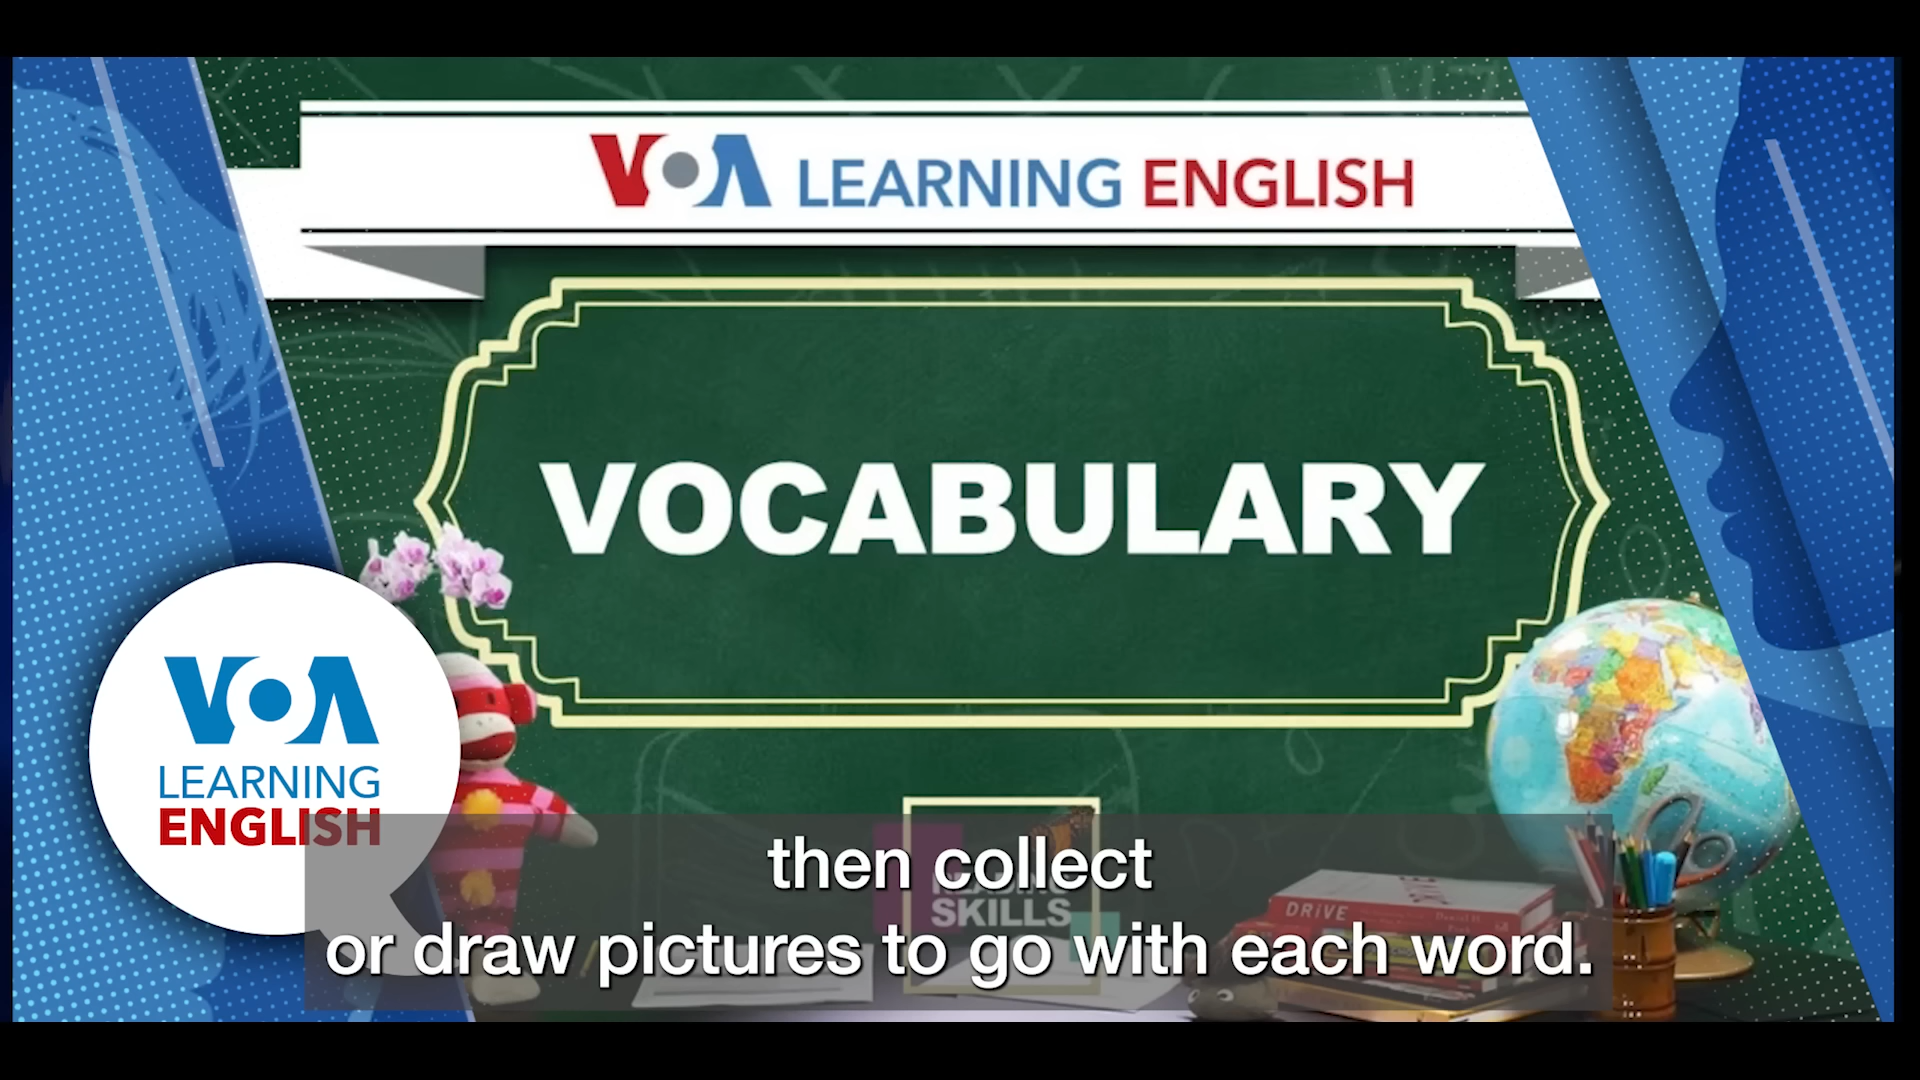 VOA LEARNING ENGLISH
VOCABULARY
VOA
LEARNING
ENGLISH
DRiVE
SKILLS
then collect
or draw pictures to go with each word.